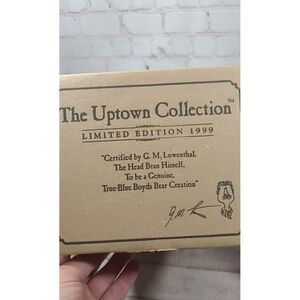 The Uptown Collection™
LIMITED EDITION 1999
"Certified by G. M. Lowenthal,
The Head Bean Hisself,
To be a Genuine,
True-Blue Boyds Bear Creation"